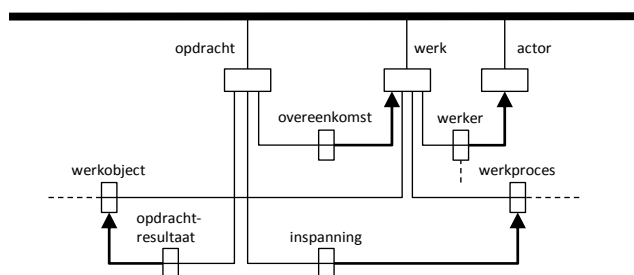 opdracht
werk
actor
overeenkomst
werker
werkobject
werkproces
opdracht-
resultaat
inspanning